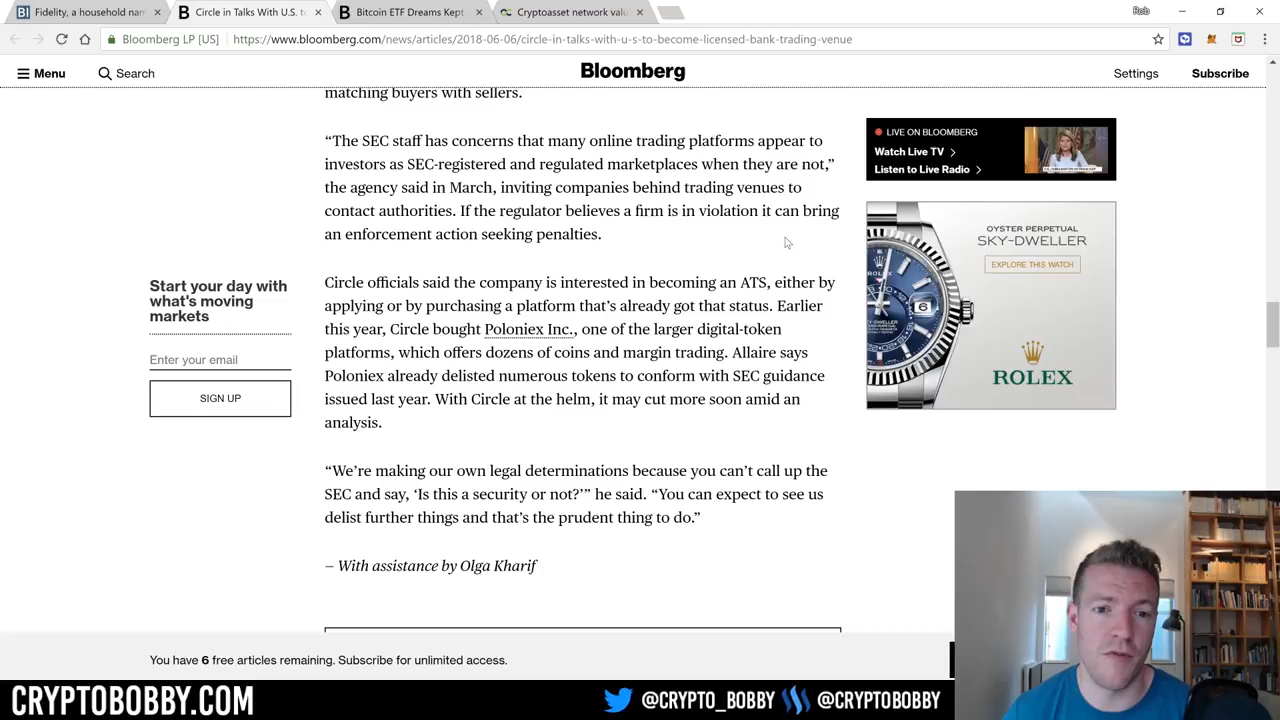 Fidelity, a household nam
Circle in Talks With U.S. to
Bitcoin ETF Dreams Kept
Cryptoasset network valu
Rob
Bloomberg LP [US]
https://www.bloomberg.com/news/articles/2018-06-06/circle-in-talks-with-u-s-to-become-licensed-bank-trading-venue
Menu
Search
Bloomberg
Settings
Subscribe
matching buyers with sellers.
“The SEC staff has concerns that many online trading platforms appear to
investors as SEC-registered and regulated marketplaces when they are not,”
the agency said in March, inviting companies behind trading venues to
contact authorities. If the regulator believes a firm is in violation it can bring
an enforcement action seeking penalties.
Circle officials said the company is interested in becoming an ATS, either by
applying or by purchasing a platform that’s already got that status. Earlier
this year, Circle bought Poloniex Inc., one of the larger digital-token
platforms, which offers dozens of coins and margin trading. Allaire says
Poloniex already delisted numerous tokens to conform with SEC guidance
issued last year. With Circle at the helm, it may cut more soon amid an
analysis.
“We’re making our own legal determinations because you can’t call up the
SEC and say, ‘Is this a security or not?’” he said. “You can expect to see us
delist further things and that’s the prudent thing to do.”
– With assistance by Olga Kharif
Start your day with
what's moving
markets
Enter your email
SIGN UP
LIVE ON BLOOMBERG
Watch Live TV
Listen to Live Radio
OYSTER PERPETUAL
SKY-DWELLER
EXPLORE THIS WATCH
ROLEX
You have 6 free articles remaining. Subscribe for unlimited access.
CRYPTOBOBBY.COM
@CRYPTO_BOBBY
@CRYPTOBOBBY